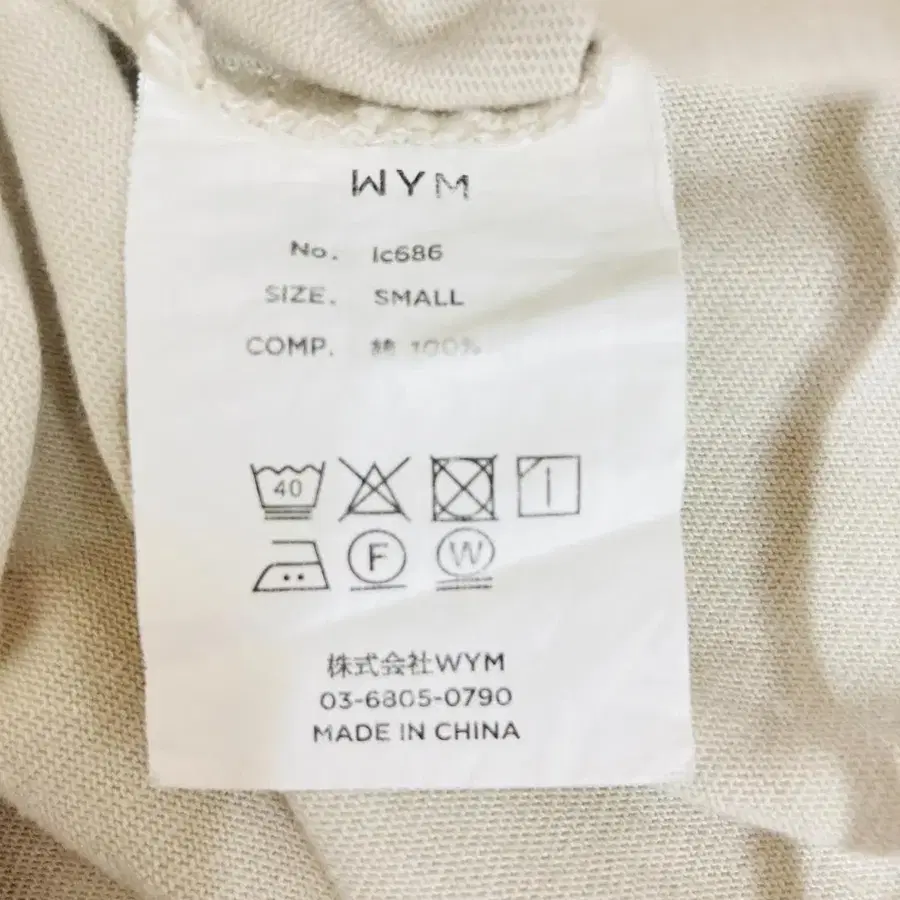 WYM
No. lc686
SIZE. SMALL
COMP. 綿 100%
40
F
W
株式会社WYM
03-6805-0790
MADE IN CHINA